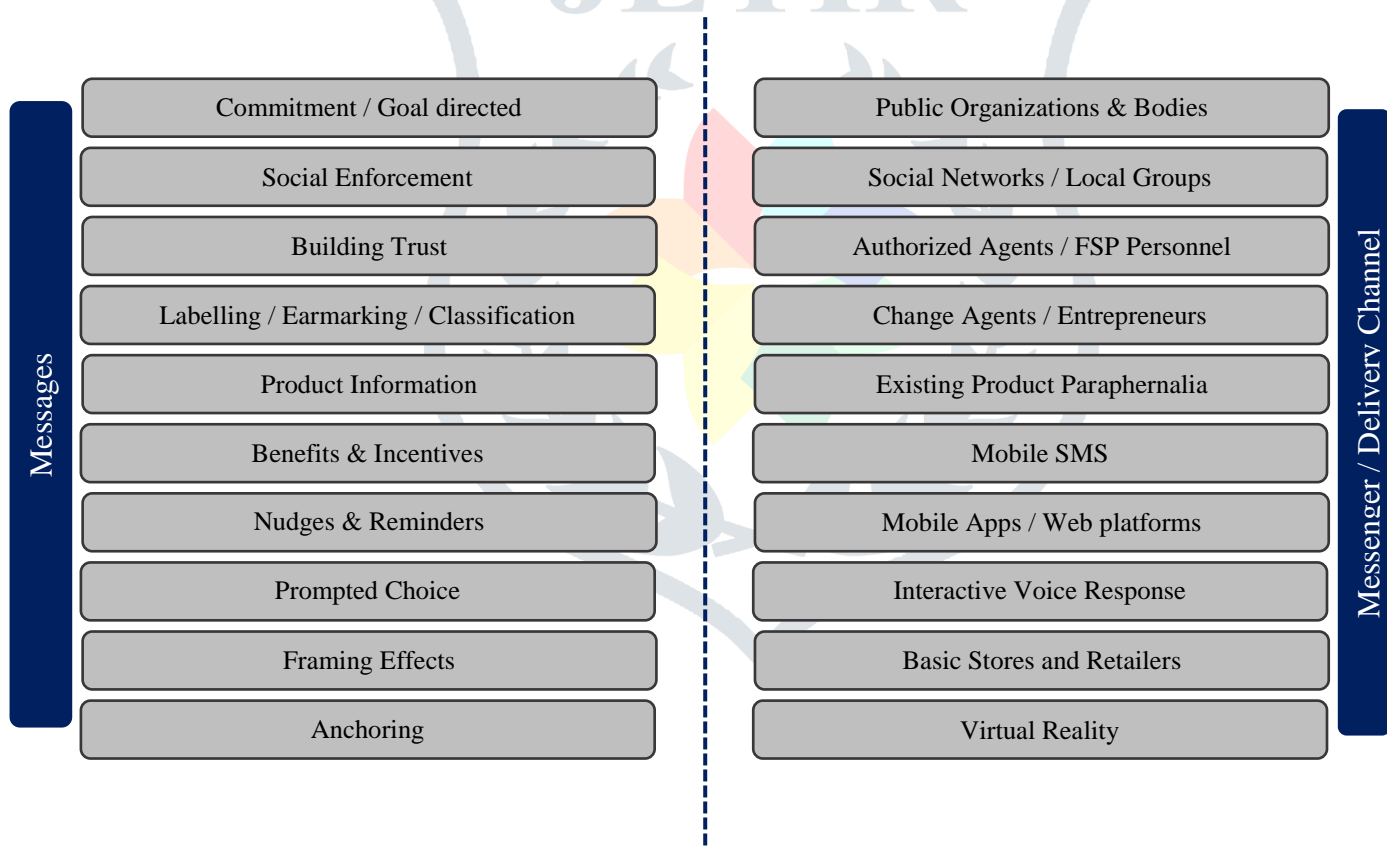 JETIR
Messages
Commitment / Goal directed
Social Enforcement
Building Trust
Labelling / Earmarking / Classification
Product Information
Benefits & Incentives
Nudges & Reminders
Prompted Choice
Framing Effects
Anchoring
Public Organizations & Bodies
Social Networks / Local Groups
Authorized Agents / FSP Personnel
Change Agents / Entrepreneurs
Existing Product Paraphernalia
Mobile SMS
Mobile Apps / Web platforms
Interactive Voice Response
Basic Stores and Retailers
Virtual Reality
Messenger / Delivery Channel